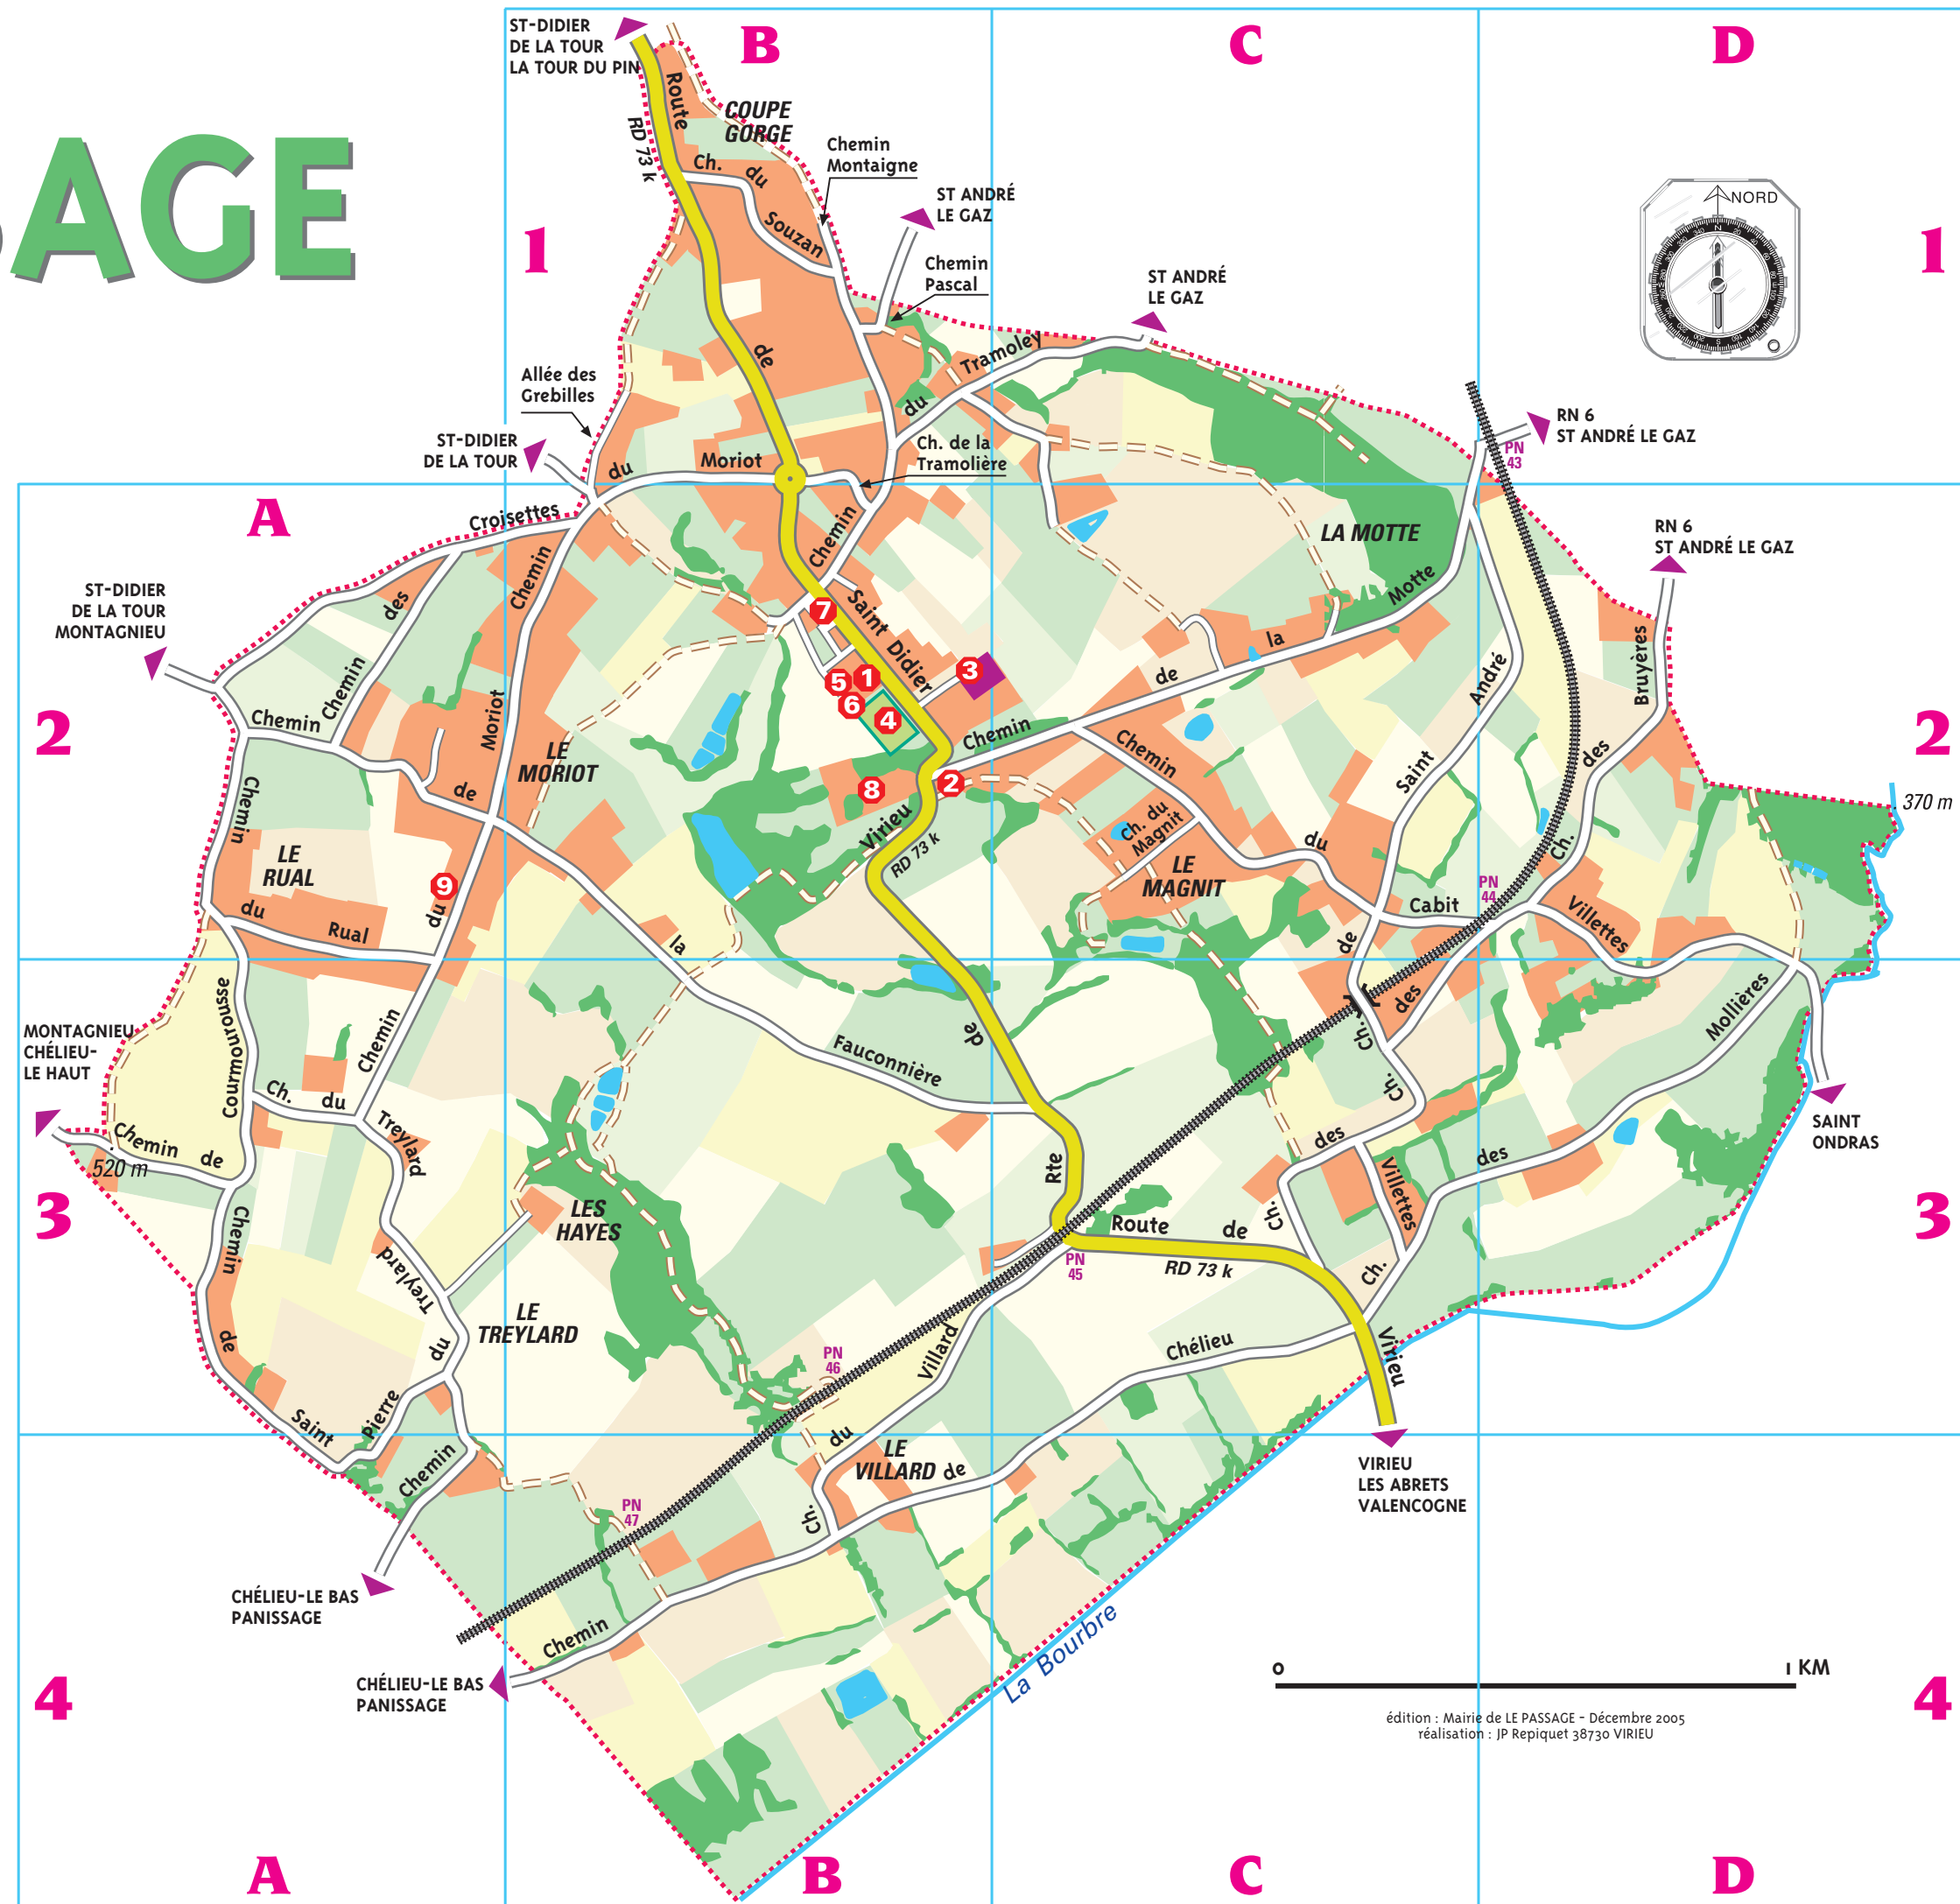 AGE
ST-DIDIER
DE LA TOUR
LA TOUR DU PIN
B
C
D
Route
RD 73 k
COUPE
GORGE
Ch. du
Souzan
Chemin
Montaigne
ST ANDRÉ
LE GAZ
Chemin
Pascal
ST ANDRÉ
LE GAZ
NORD
1
1
de
Allée des
Grebilles
ST-DIDIER
DE LA TOUR
du Moriot
du Tramoley
Ch. de la
Tramolière
RN 6
ST ANDRÉ LE GAZ
PN
43
A
Croisettes
des
Chemin
Chemin
Chemin
LA MOTTE
RN 6
ST ANDRÉ LE GAZ
ST-DIDIER
DE LA TOUR
MONTAGNIEU
7
Saint Didier
Motte
la
de
Chemin
3
5
1
6
4
André
Saint
Bruyères
des
Ch.
2
2
Chemin
de
Moriot
LE
MORIOT
Chemin
8
2
Virieu
RD 73 k
Chemin
Ch. du
Magnit
LE
MAGNIT
du
Cabit
PN
44
Villettes
370 m
LE
RUAL
9
du
du Rual
la
Fauconnière
de
de
Ch.
des
Ch.
Mollières
MONTAGNIEU
CHÉLIEU-
LE HAUT
Courmounousse
Chemin
Ch. du
Treylard
Chemin de
520 m
3
3
Chemin
de
Saint
Pierre
Treylard
du
LES
HAYES
LE
TREYLARD
Rte
Route de
RD 73 k
PN
45
des
Ch.
Villettes
des
Ch.
SAINT
ONDRAS
Virieu
Chélieu
Villard
PN
46
du
LE
VILLARD
de
Ch.
Chemin
PN
47
VIRIEU
LES ABRETS
VALENCOGNE
CHÉLIEU-LE BAS
PANISSAGE
Chemin
CHÉLIEU-LE BAS
PANISSAGE
La Bourbre
0 1 KM
4
4
édition : Mairie de LE PASSAGE - Décembre 2005
réalisation : JP Repiquet 38730 VIRIEU
A
B
C
D